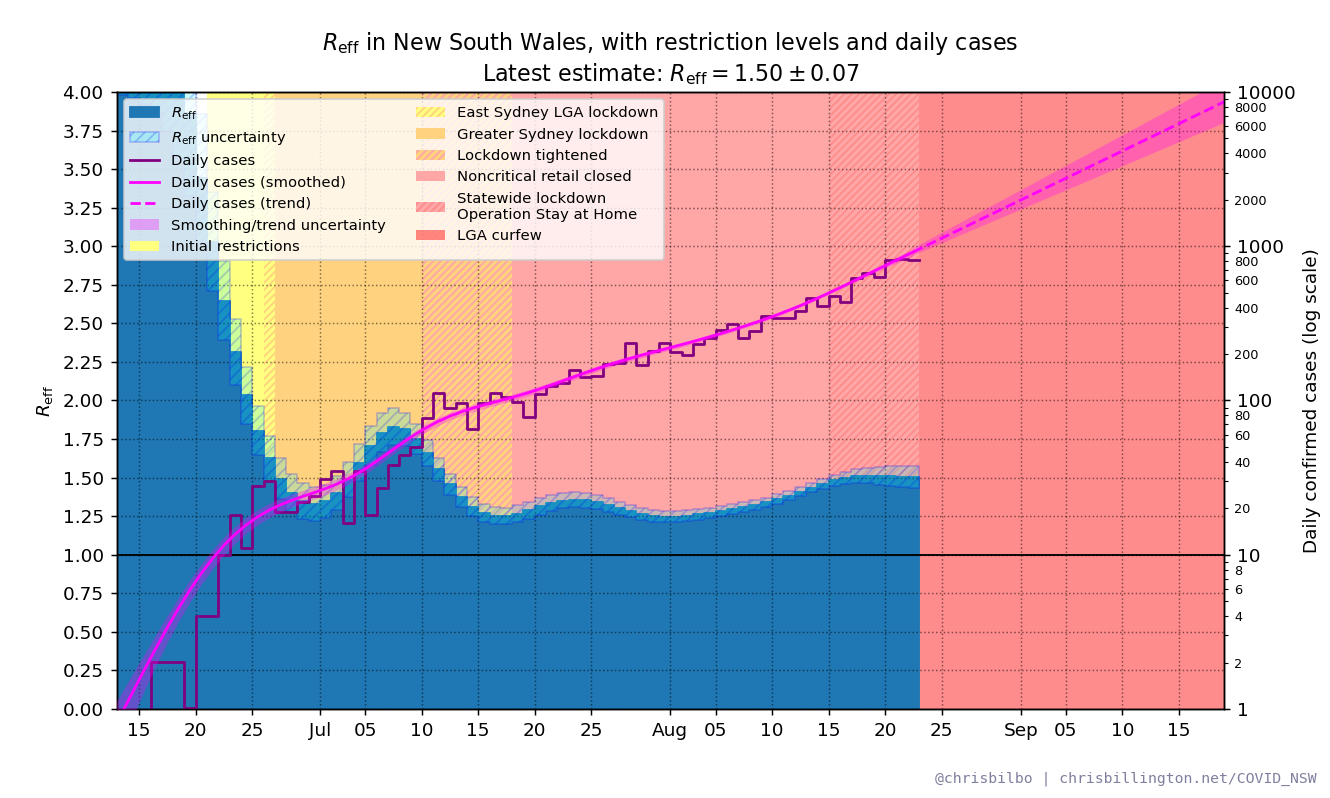 R_eff in New South Wales, with restriction levels and daily cases
Latest estimate: R_eff = 1.50 ± 0.07
R_eff
R_eff uncertainty
Daily cases
Daily cases (smoothed)
Daily cases (trend)
Smoothing/trend uncertainty
Initial restrictions
East Sydney LGA lockdown
Greater Sydney lockdown
Lockdown tightened
Noncritical retail closed
Statewide lockdown
Operation Stay at Home
LGA curfew
R_eff
4.00
3.75
3.50
3.25
3.00
2.75
2.50
2.25
2.00
1.75
1.50
1.25
1.00
0.75
0.50
0.25
0.00
10000
8000
6000
4000
2000
1000
800
600
400
200
100
80
60
40
20
10
8
6
4
2
1
Daily confirmed cases (log scale)
15 20 25 Jul 05 10 15 20 25 Aug 05 10 15 20 25 Sep 05 10 15
@chrisbilbo | chrisbillington.net/COVID_NSW